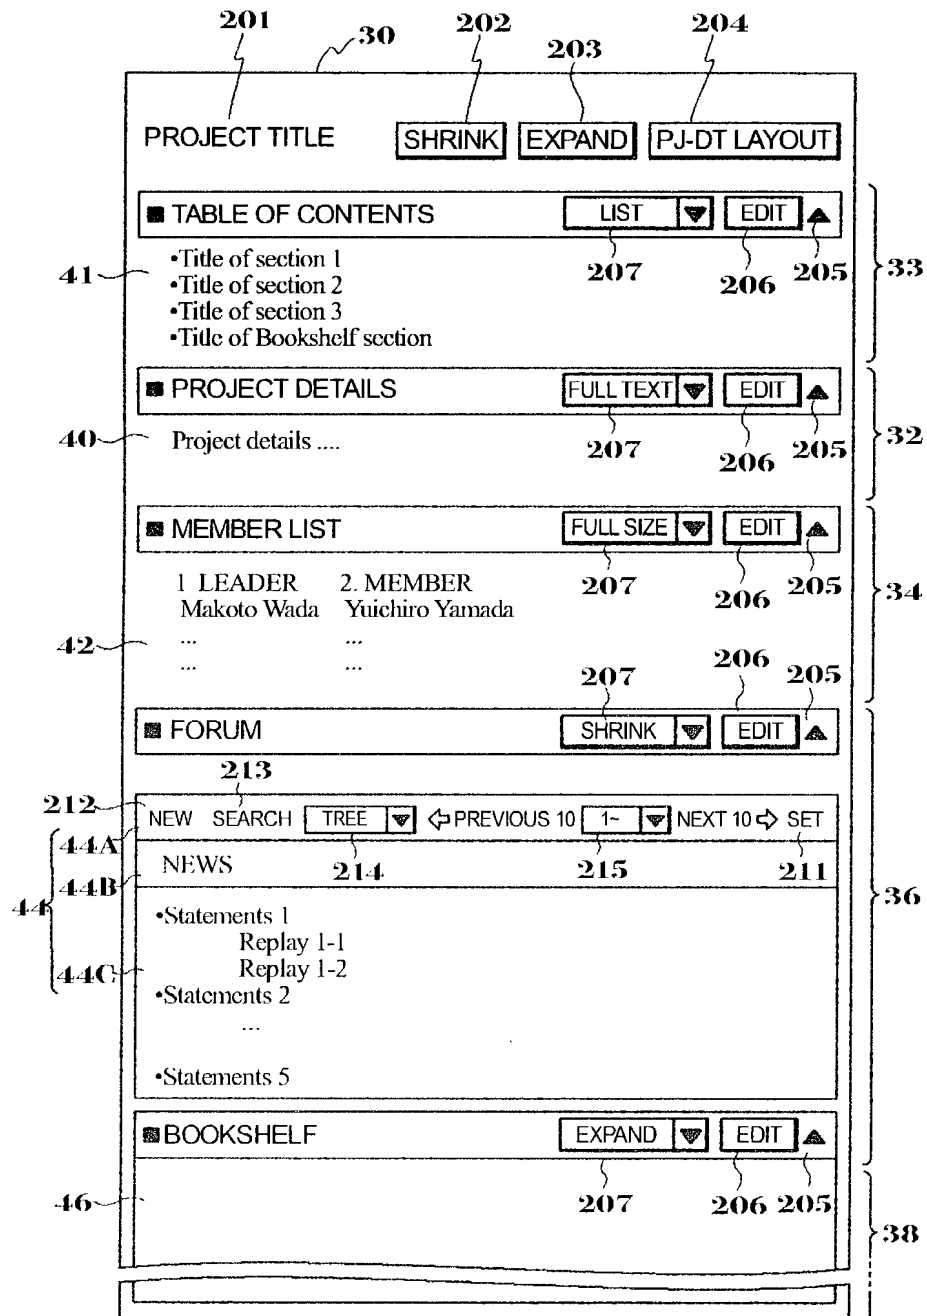 201 202 203 204
30
PROJECT TITLE SHRINK EXPAND PJ-DT LAYOUT
■ TABLE OF CONTENTS LIST EDIT
41 •Title of section 1 207 206 205 33
•Title of section 2
•Title of section 3
•Title of Bookshelf section
■ PROJECT DETAILS FULL TEXT EDIT
40 Project details .... 207 206 205 32
■ MEMBER LIST FULL SIZE EDIT
1 LEADER 2. MEMBER 207 206 205 34
Makoto Wada Yuichiro Yamada
42 ... ...
... ... 207 206 205
■ FORUM SHRINK EDIT
213
212 NEW SEARCH TREE PREVIOUS 10 1~ NEXT 10 SET
44A NEWS 214 215 211
44 44B 36
•Statements 1
Replay 1-1
44C Replay 1-2
•Statements 2
...
•Statements 5
■BOOKSHELF EXPAND EDIT
46 207 206 205 38